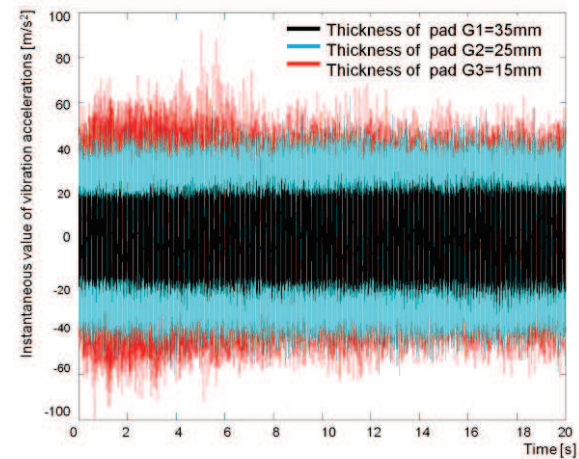 100
80
60
40
20
0
-20
-40
-60
-100
Instantaneous value of vibration accelerations [m/s²]
Thickness of pad G1=35mm
Thickness of pad G2=25mm
Thickness of pad G3=15mm
0 2 4 6 8 10 12 14 16 18 20
Time [s]